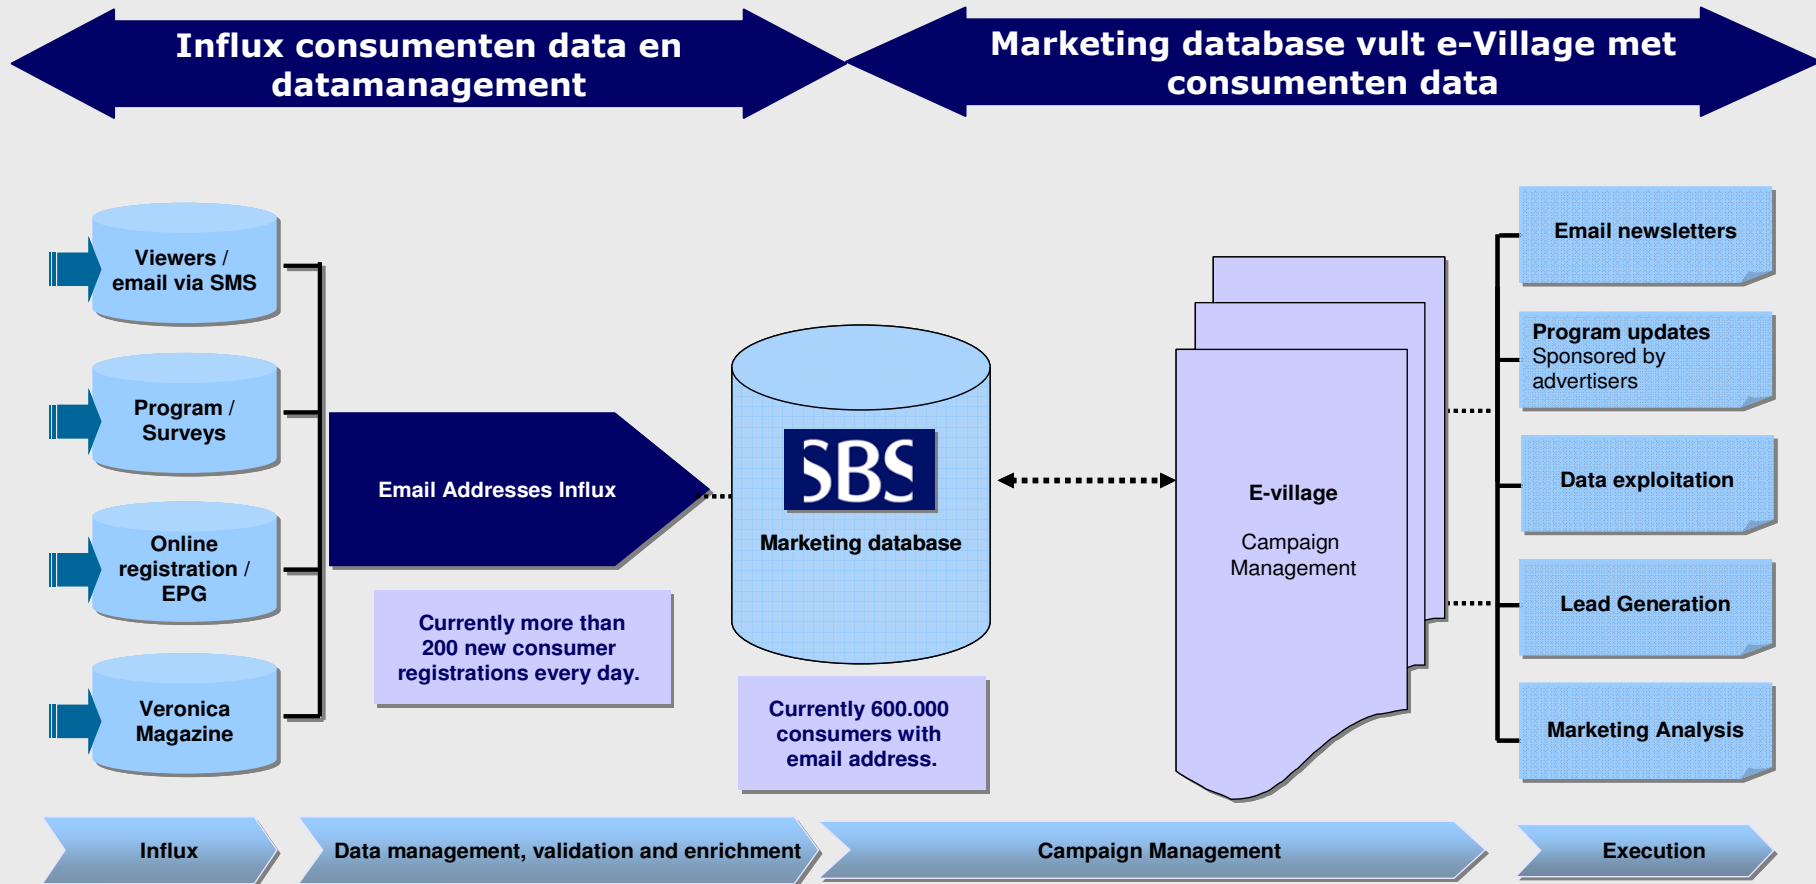 Influx consumenten data en
datamanagement
Marketing database vult e-Village met
consumenten data
Viewers /
email via SMS
Program /
Surveys
Online
registration /
EPG
Veronica
Magazine
Email Addresses Influx
Currently more than
200 new consumer
registrations every day.
SBS
Marketing database
Currently 600.000
consumers with
email address.
E-village
Campaign
Management
Email newsletters
Program updates
Sponsored by
advertisers
Data exploitation
Lead Generation
Marketing Analysis
Influx
Data management, validation and enrichment
Campaign Management
Execution